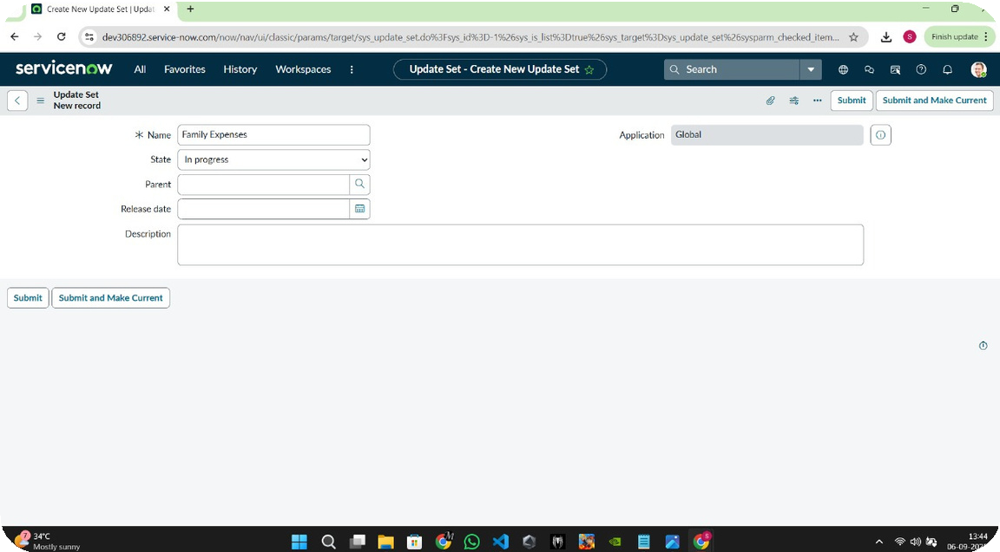 Create New Update Set | Updat
dev306892.service-now.com/now/nav/ui/classic/params/target/sys_update_set.do%3Fsys_id%3D-1%26sys_is_list%3Dtrue%26sys_target%3Dsys_update_set%26sysparm_checked_item...
S
Finish update
servicenow
All
Favorites
History
Workspaces
Update Set - Create New Update Set
Search
Update Set
New record
Submit
Submit and Make Current
Name
Family Expenses
Application
Global
State
In progress
Parent
Release date
Description
Submit
Submit and Make Current
7
34°C
Mostly sunny
13:44